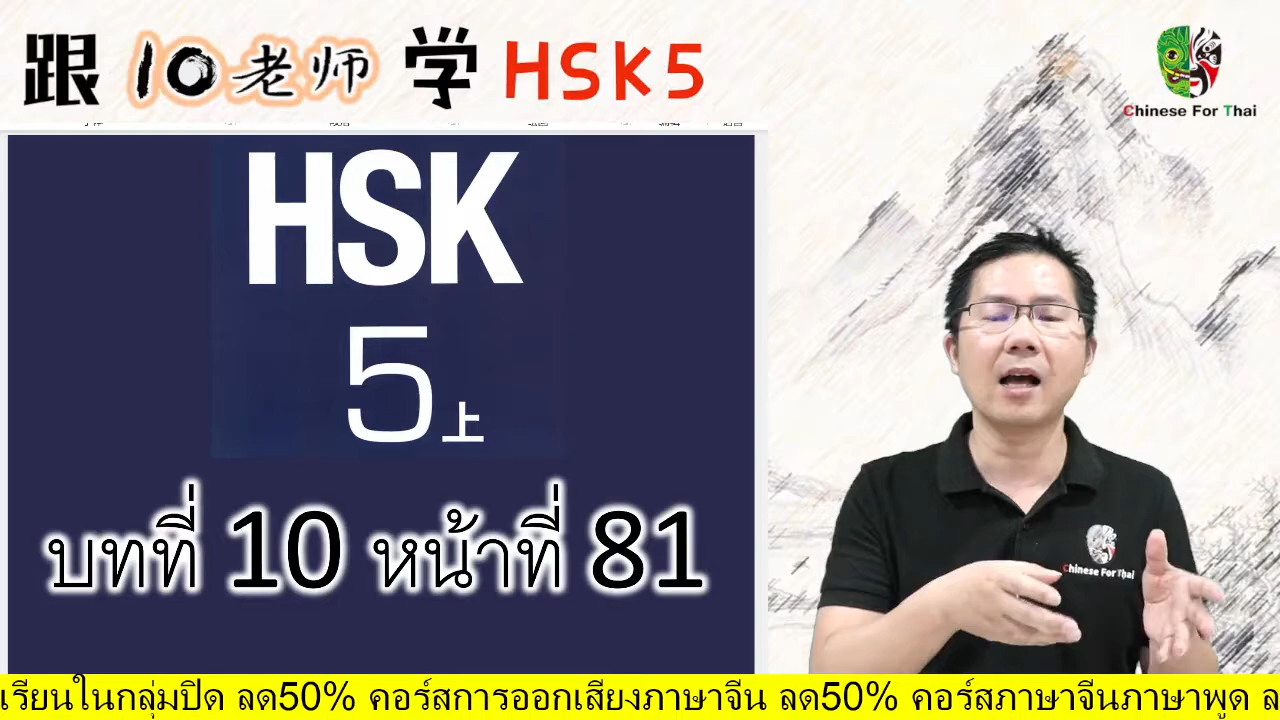 跟 10老师 学 HSK5
Chinese For Thai
HSK
5上
บทที่ 10 หน้าที่ 81
Chinese For Thai
เรียนในกลุ่มปิด ลด50% คอร์สการออกเสียงภาษาจีน ลด50% คอร์สภาษาจีนภาษาพูด ล